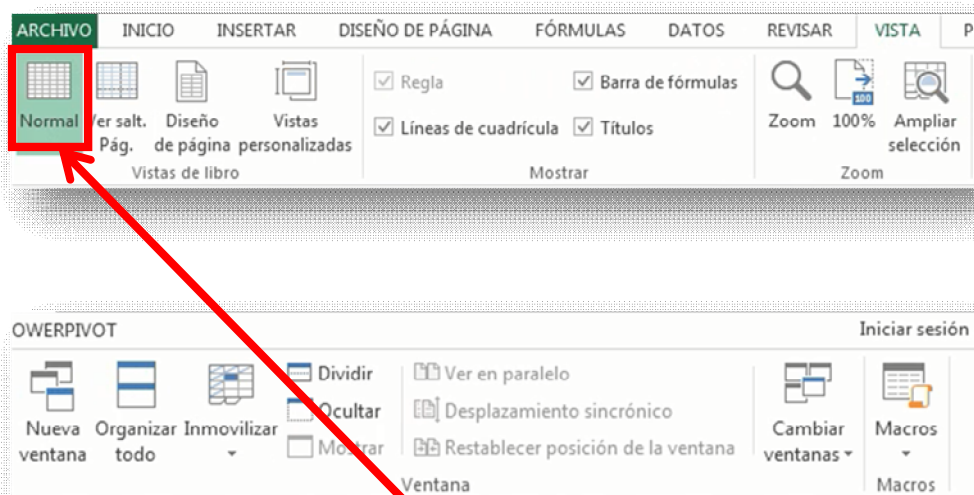 ARCHIVO INICIO INSERTAR DISEÑO DE PÁGINA FÓRMULAS DATOS REVISAR VISTA P
Regla Barra de fórmulas
Normal er salt. Diseño Vistas Zoom 100% Ampliar
100
Líneas de cuadrícula Títulos
Pág. de página personalizadas selección
Vistas de libro Mostrar Zoom
OWERPIVOT Iniciar sesión
Dividir Ver en paralelo
Ocultar Desplazamiento sincrónico
Nueva Organizar Inmovilizar Cambiar Macros
Mostrar Restablecer posición de la ventana
ventana todo ventanas
Ventana Macros